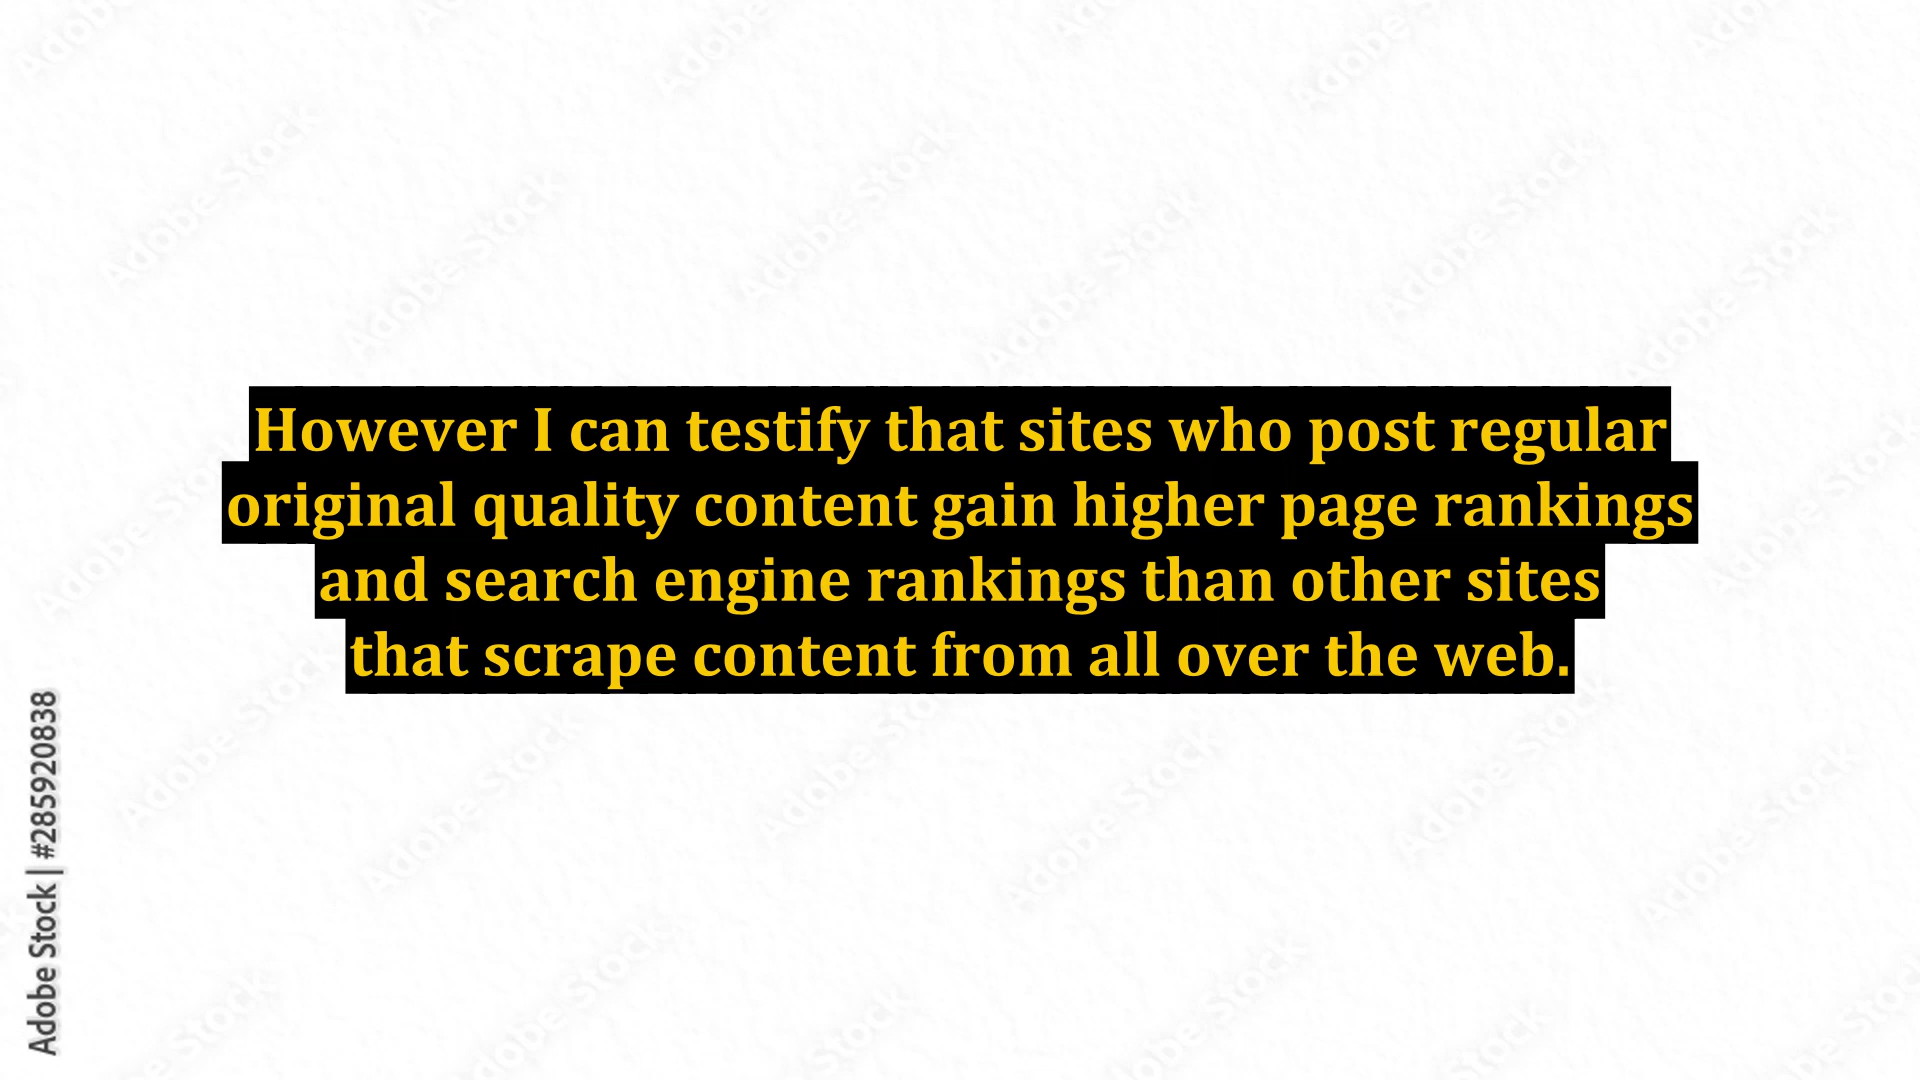 However I can testify that sites who post regular
original quality content gain higher page rankings
and search engine rankings than other sites
that scrape content from all over the web.
Adobe Stock | #285920838